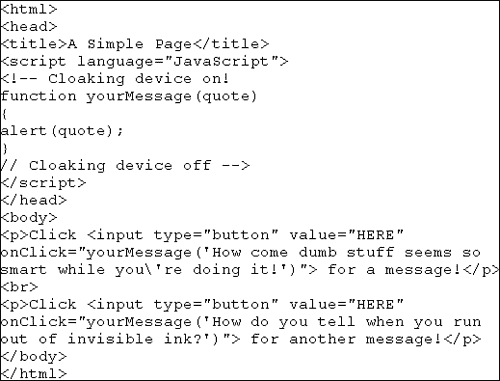 <html>
<head>
<title>A Simple Page</title>
<script language="JavaScript">
<!-- Cloaking device on!
function yourMessage(quote)
{
alert(quote);
}
// Cloaking device off -->
</script>
</head>
<body>
<p>Click <input type="button" value="HERE"
onClick="yourMessage('How come dumb stuff seems so
smart while you\'re doing it!')"> for a message!</p>
<br>
<p>Click <input type="button" value="HERE"
onClick="yourMessage('How do you tell when you run
out of invisible ink?')"> for another message!</p>
</body>
</html>